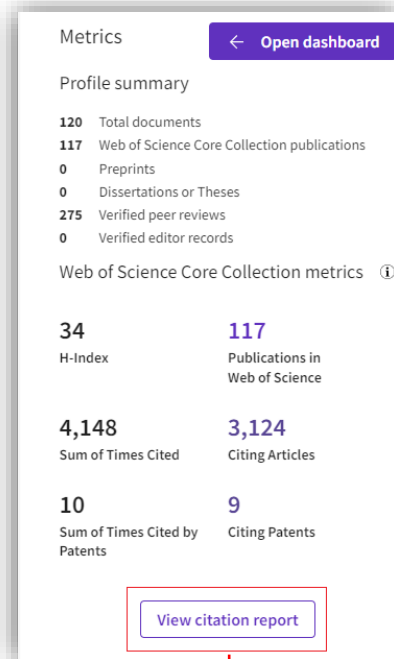 Metrics
← Open dashboard
Profile summary
120 Total documents
117 Web of Science Core Collection publications
0 Preprints
0 Dissertations or Theses
275 Verified peer reviews
0 Verified editor records
Web of Science Core Collection metrics
34 117
H-Index Publications in
Web of Science
4,148 3,124
Sum of Times Cited Citing Articles
10 9
Sum of Times Cited by Citing Patents
Patents
View citation report